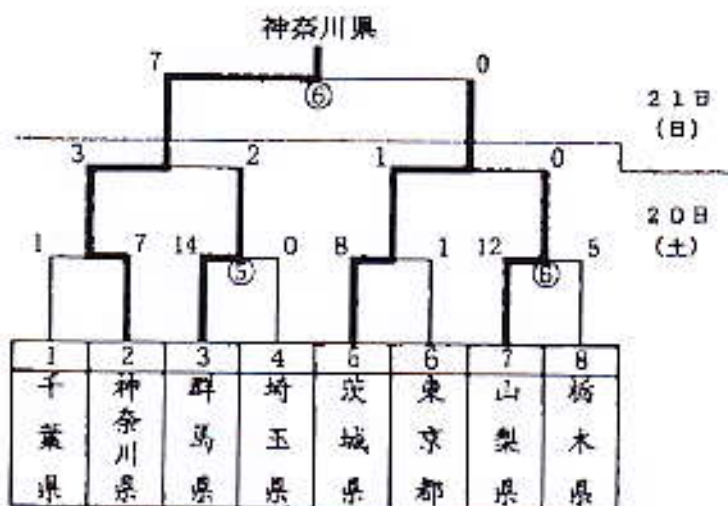 神奈川県
7 0
⑥
21日
(日)
3 2 1 0
20日
(土)
1 7 14 0 8 1 12 5
⑤ ⑥
1 2 3 4 5 6 7 8
千葉県
神奈川県
群馬県
埼玉県
茨城県
東京都
山梨県
栃木県